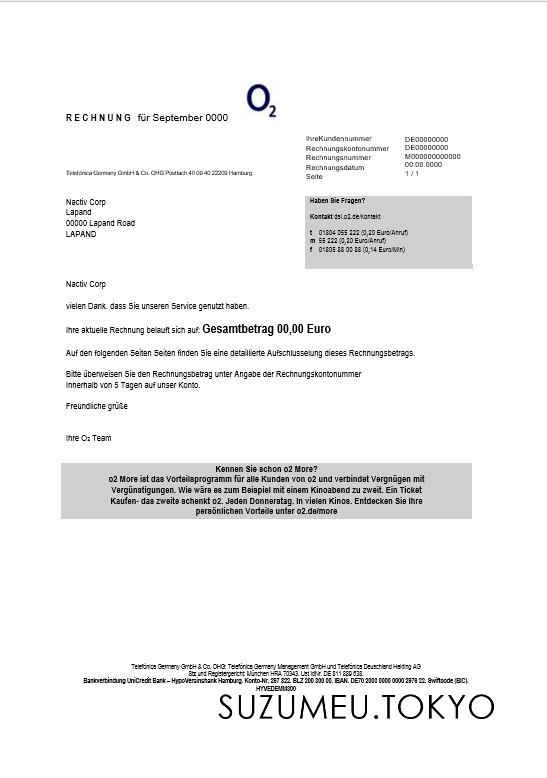 O2
RECHNUNG für September 0000
IhreKundennummer DE00000000
Rechnungskontonummer DE00000000
Rechnungsnummer M000000000000
Rechnungsdatum 00.00.0000
Seite 1 / 1
Telefónica Germany GmbH & Co. OHG Postfach 40 09 40 22209 Hamburg
Nactiv Corp
Lapand
00000 Lapand Road
LAPAND
Haben Sie Fragen?
Kontakt dsl.o2.de/kontakt
t 01804 055 222 (0,20 Euro/Anruf)
m 55 222 (0,20 Euro/Anruf)
f 01805 88 00 88 (0,14 Euro/Min)
Nactiv Corp
vielen Dank. dass Sie unseren Service genutzt haben.
Ihre aktuelle Rechnung belauft sich auf: Gesamtbetrag 00,00 Euro
Auf den folgenden Seiten Seiten finden Sie eine detaillierte Aufschlusselung dieses Rechnungsbetrags.
Bitte überweisen Sie den Rechnungsbetrag unter Angabe der Rechnungskontonummer
Innerhalb von 5 Tagen auf unser Konto.
Freundliche grüße
Ihre O2 Team
Kennen Sie schon o2 More?
o2 More ist das Vorteilsprogramm für alle Kunden von o2 und verbindet Vergnügen mit
Vergünstigungen. Wie wäre es zum Beispiel mit einem Kinoabend zu zweit. Ein Ticket
Kaufen- das zweite schenkt o2. Jeden Donnerstag. In vielen Kinos. Entdecken Sie Ihre
persönlichen Vorteile unter o2.de/more
Telefónica Germany GmbH & Co. OHG; Telefónica Germany Management GmbH und Telefónica Deuschland Holding AG
Stz und Registergericht: München HRA 70343. Ust IdNr. DE 811 889 638.
Bankverbindung UniCredit Bank – HypoVersinshank Hamburg. Konto-Nr. 297 822. BLZ 200 300 00. IBAN. DE70 2003 0000 0000 2976 22. Swiftcode (BIC).
HYVEDEMM300
SUZUMEU.TOKYO